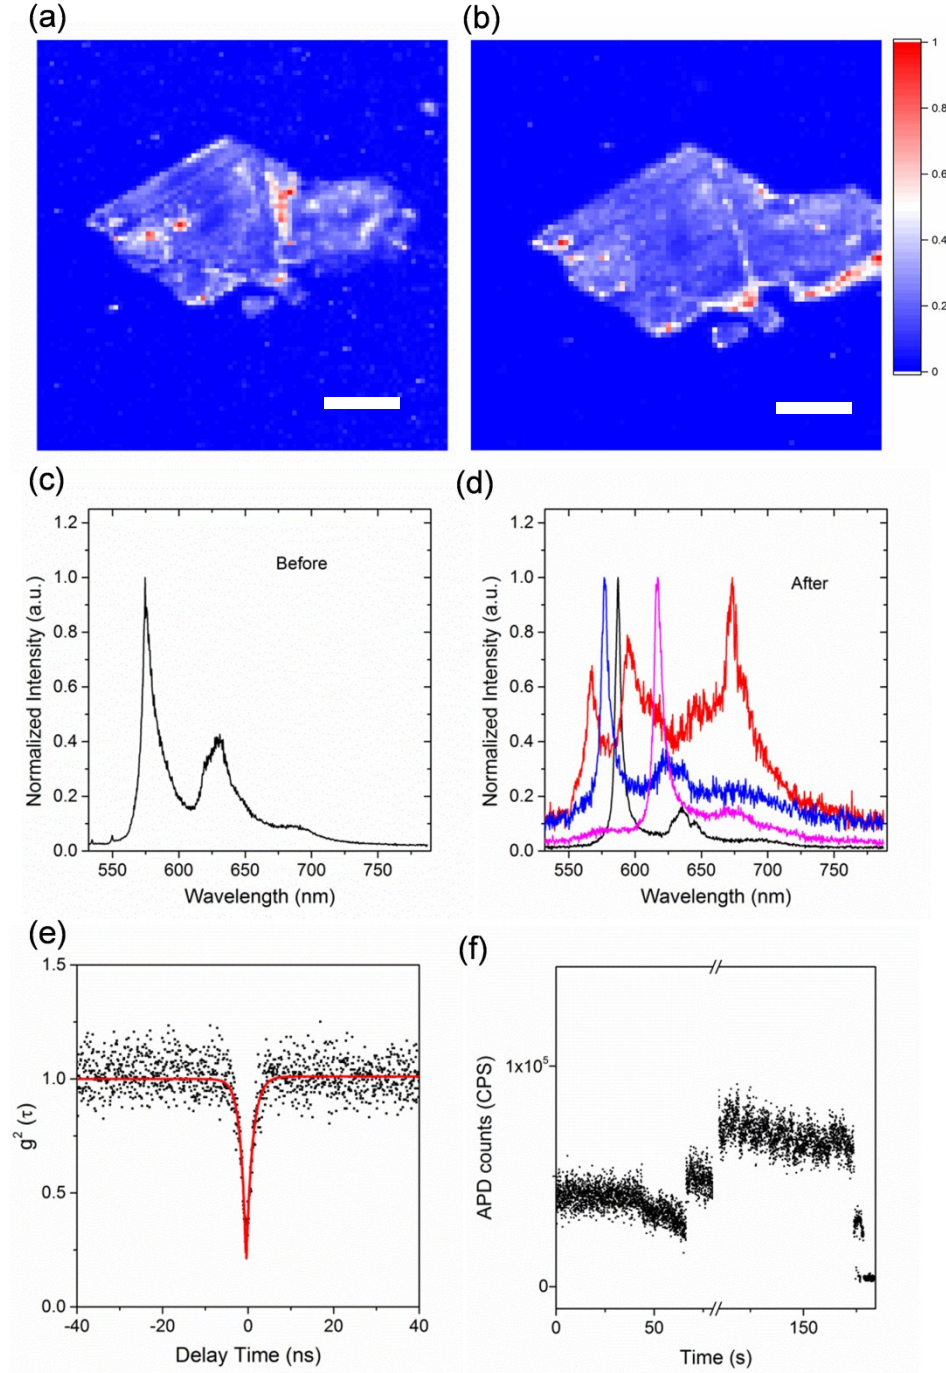 (a)
(b)
1
0.8
0.6
0.4
0.2
0
(c)
(d)
Normalized Intensity (a.u.)
1.2
1.0
0.8
0.6
0.4
0.2
0.0
Before
550 600 650 700 750
Wavelength (nm)
Normalized Intensity (a.u.)
1.2
1.0
0.8
0.6
0.4
0.2
0.0
After
550 600 650 700 750
Wavelength (nm)
(e)
(f)
g² (τ)
1.5
1.0
0.5
0.0
-40 -20 0 20 40
Delay Time (ns)
APD counts (CPS)
1x10⁵
0
0 50 150
Time (s)